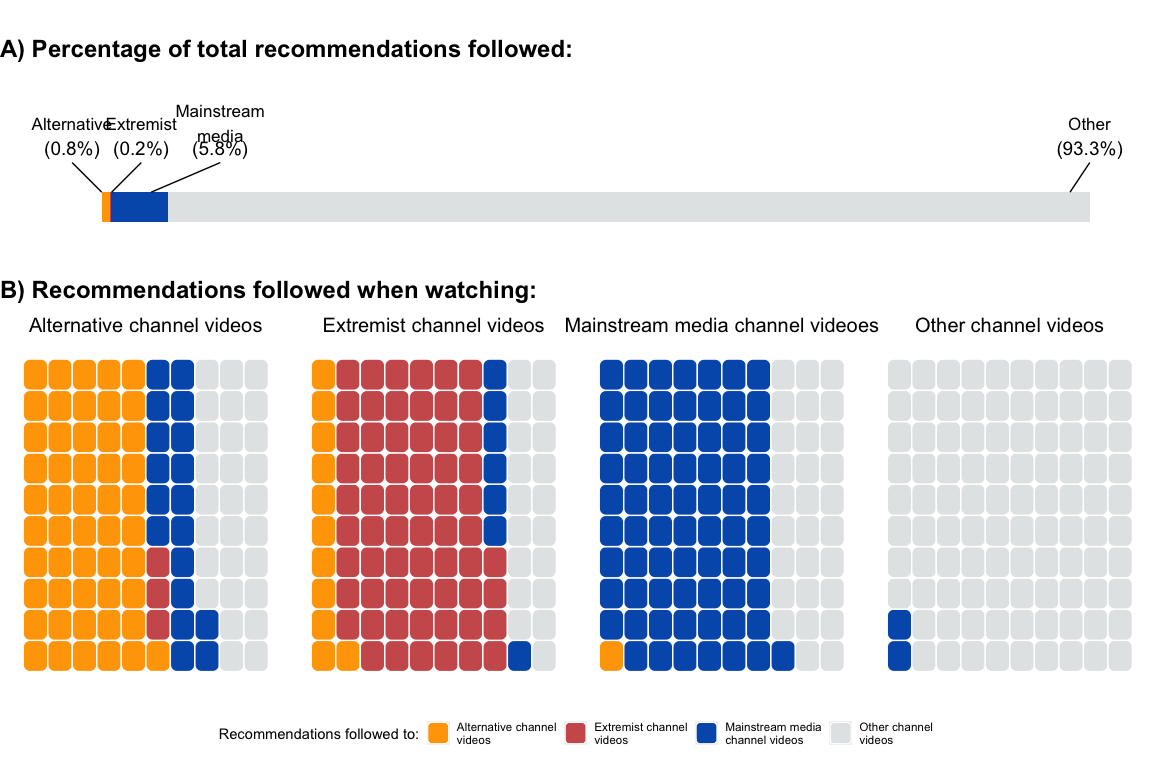 A) Percentage of total recommendations followed:
Alternative
(0.8%)
Extremist
(0.2%)
Mainstream
media
(5.8%)
Other
(93.3%)
B) Recommendations followed when watching:
Alternative channel videos
Extremist channel videos
Mainstream media channel videoes
Other channel videos
Recommendations followed to:
Alternative channel
videos
Extremist channel
videos
Mainstream media
channel videos
Other channel
videos